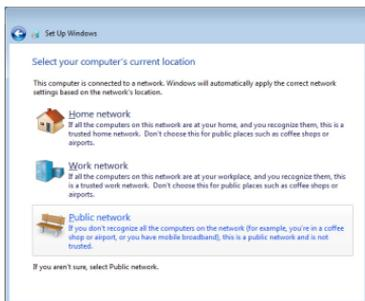 Set Up Windows
Select your computer's current location
This computer is connected to a network. Windows will automatically apply the correct network
settings based on the network's location.
Home network
If all the computers on this network are at your home, and you recognize them, this is a
trusted home network. Don't choose this for public places such as coffee shops or
airports.
Work network
If all the computers on this network are at your workplace, and you recognize them, this
is a trusted work network. Don't choose this for public places such as coffee shops or
airports.
Public network
If you don't recognize all the computers on the network (for example, you're in a coffee
shop or airport, or you have mobile broadband), this is a public network and is not
trusted.
If you aren't sure, select Public network.